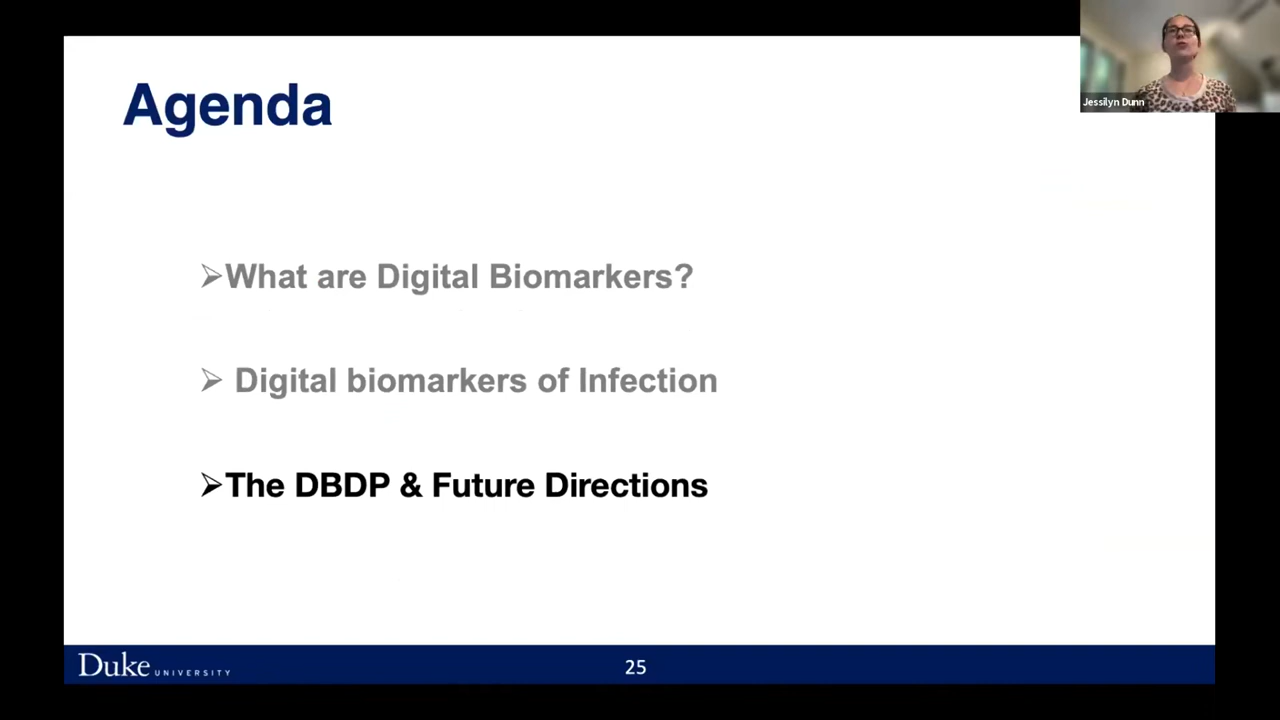 Agenda
Jessilyn Dunn
➢What are Digital Biomarkers?
➢ Digital biomarkers of Infection
➢The DBDP & Future Directions
Duke UNIVERSITY
25